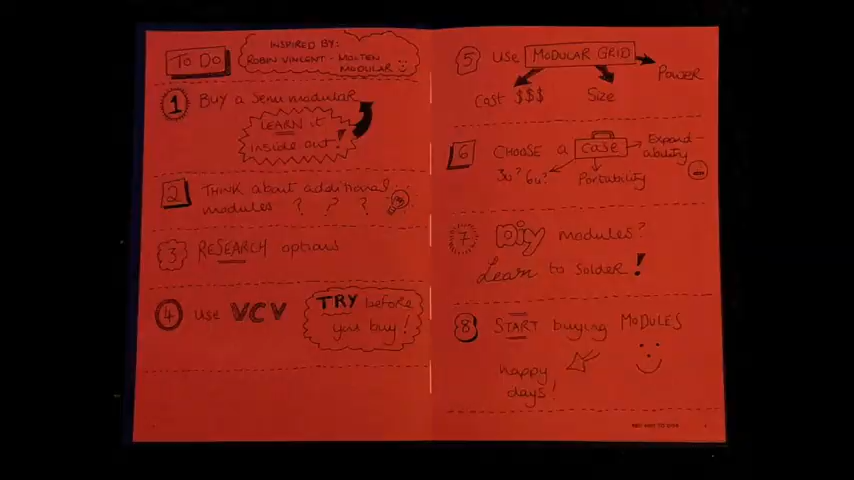 To Do
INSPIRED BY:
ROBIN VINCENT - MOLTEN
MODULAR
1 BUY a semi modular
LEARN it
inside out!
2 THINK about additional
modules ? ? ?
3 RESEARCH options
4 use VCV
TRY before
you buy!
5 use MODULAR GRID
Power
Cost $$$ Size
6 CHOOSE a case
Expand-
ability
3u? 6u?
Portability
7 Diy modules?
Learn to solder!
8 START buying MODULES
happy
days!